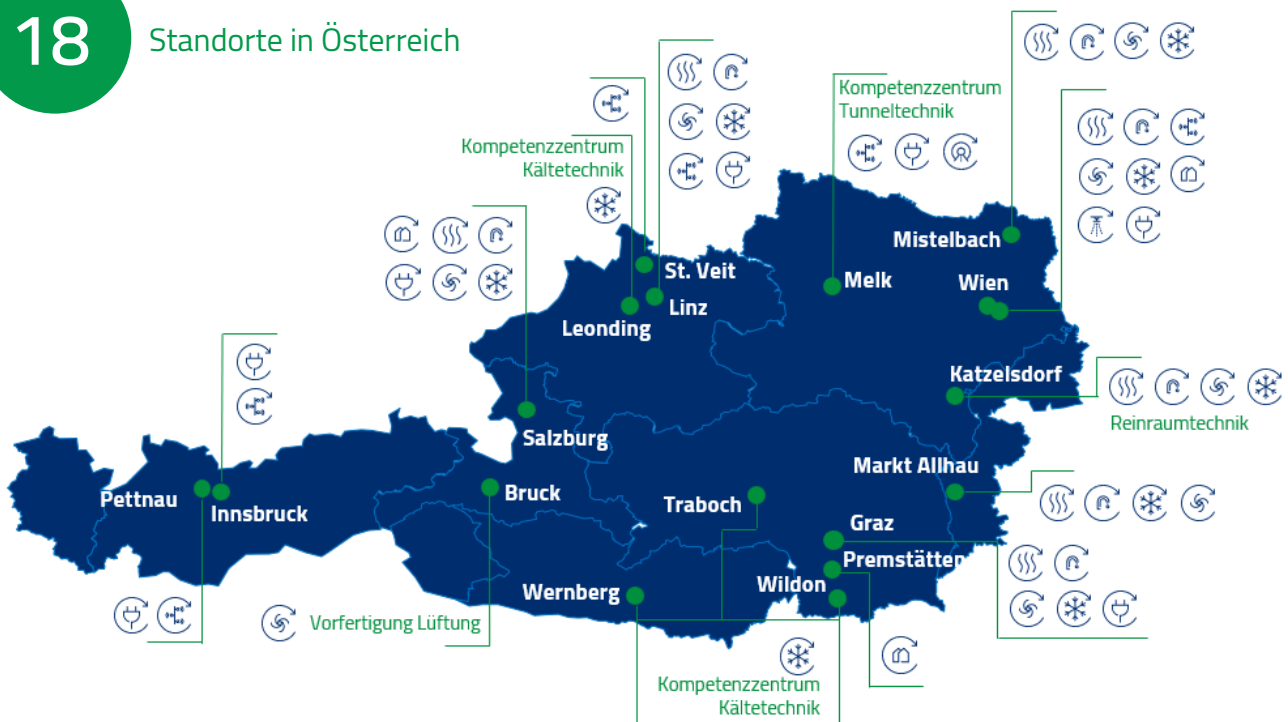 18
Standorte in Österreich
Kompetenzzentrum
Tunneltechnik
Kompetenzzentrum
Kältetechnik
Mistelbach
St. Veit
Melk
Wien
Linz
Leonding
Katzelsdorf
Reinraumtechnik
Salzburg
Markt Allhau
Pettnau
Bruck
Traboch
Innsbruck
Graz
Premstätten
Wildon
Wernberg
Vorfertigung Lüftung
Kompetenzzentrum
Kältetechnik